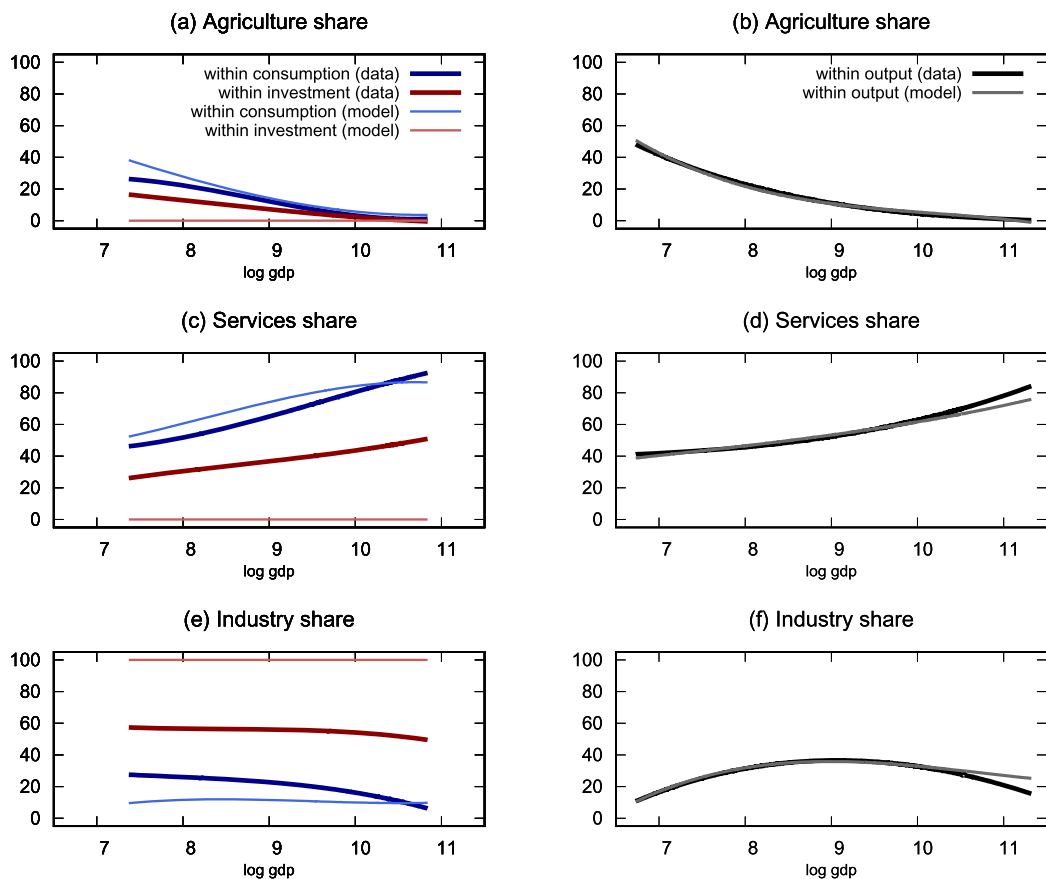 (a) Agriculture share
100
80
60
40
20
0
within consumption (data)
within investment (data)
within consumption (model)
within investment (model)
7 8 9 10 11
log gdp
(b) Agriculture share
100
80
60
40
20
0
within output (data)
within output (model)
7 8 9 10 11
log gdp
(c) Services share
100
80
60
40
20
0
7 8 9 10 11
log gdp
(d) Services share
100
80
60
40
20
0
7 8 9 10 11
log gdp
(e) Industry share
100
80
60
40
20
0
7 8 9 10 11
log gdp
(f) Industry share
100
80
60
40
20
0
7 8 9 10 11
log gdp